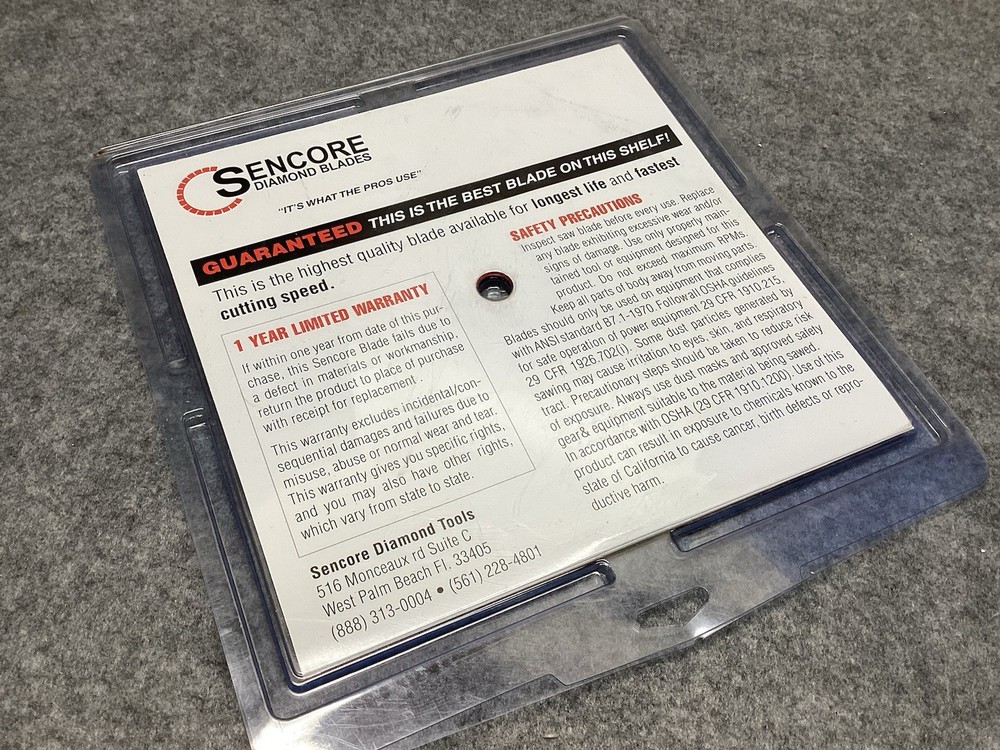 SENCORE
DIAMOND BLADES
"IT'S WHAT THE PROS USE"
GUARANTEED THIS IS THE BEST BLADE ON THIS SHELF!
This is the highest quality blade available for longest life and fastest
cutting speed.
1 YEAR LIMITED WARRANTY
If within one year from date of this pur-
chase, this Sencore Blade fails due to
a defect in materials or workmanship,
return the product to place of purchase
with receipt for replacement.
This warranty excludes incidental/con-
sequential damages and failures due to
misuse, abuse or normal wear and tear.
This warranty gives you specific rights,
and you may also have other rights,
which vary from state to state.
Sencore Diamond Tools
516 Monceaux rd Suite C
West Palm Beach Fl. 33405
(888) 313-0004 • (561) 228-4801
SAFETY PRECAUTIONS
Inspect saw blade before every use. Replace
any blade exhibiting excessive wear and/or
signs of damage. Use only properly main-
tained tool or equipment designed for this
product. Do not exceed maximum RPMs.
Keep all parts of body away from moving parts.
Blades should only be used on equipment that complies
with ANSI standard B7.1-1970. Follow all OSHA guidelines
for safe operation of power equipment. 29 CFR 1910.215,
29 CFR 1925.702(i). Some dust particles generated by
sawing may cause irritation to eyes, skin, and respiratory
tract. Precautionary steps should be taken to reduce risk
of exposure. Always use dust masks and approved safety
gear& equipment suitable to the material being sawed.
In accordance with OSHA (29 CFR 1910.1200). Use of this
product can result in exposure to chemicals known to the
state of California to cause cancer, birth defects or repro-
ductive harm.